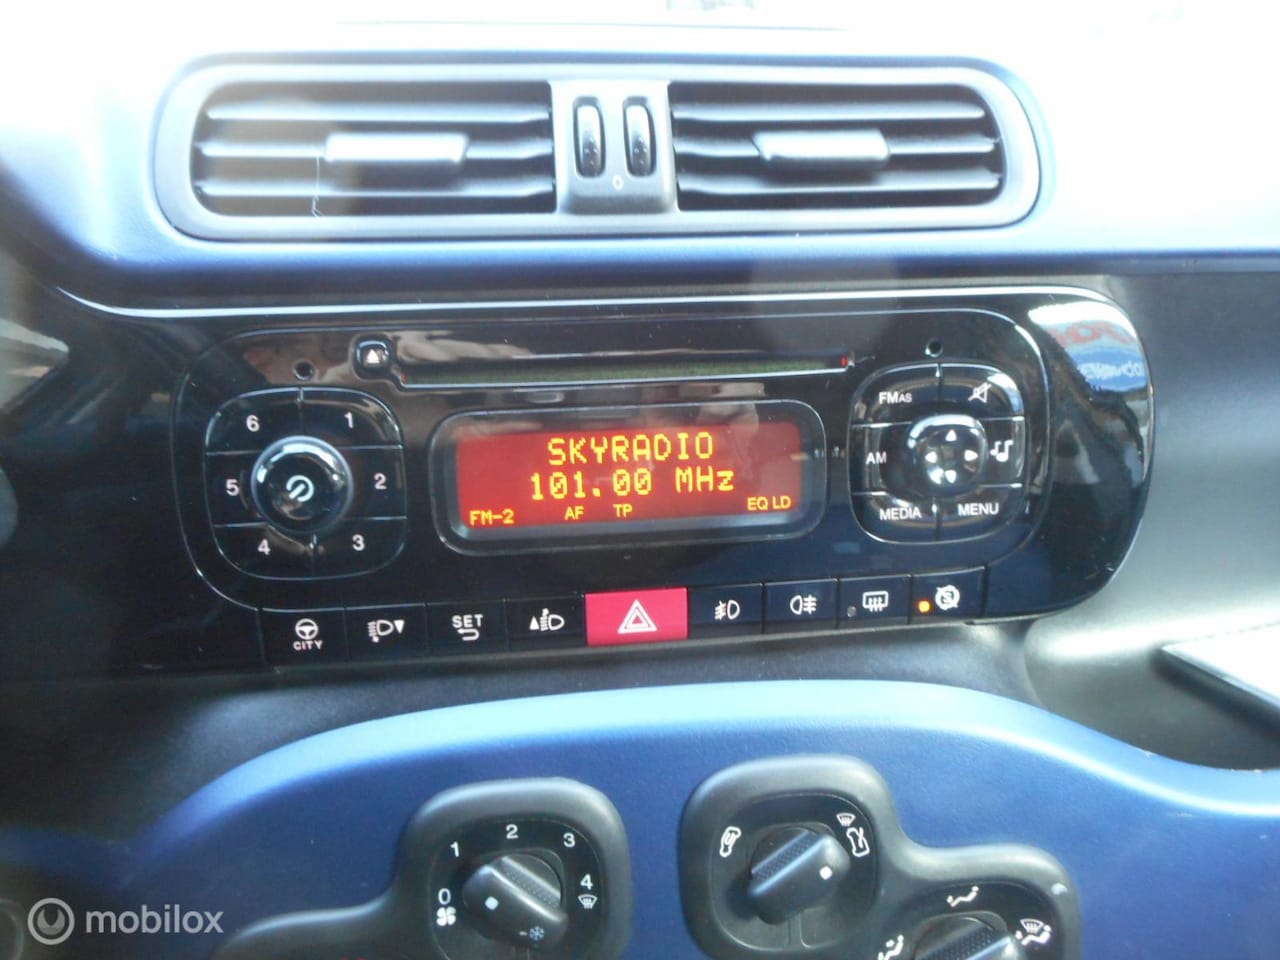 0
6 1
5 2
4 3
SKYRADIO
101.00 MHz
FM-2 AF TP EQ LD
FMAS
AM
MEDIA MENU
CITY
SET
S
0 1 2 3 4
mobilox